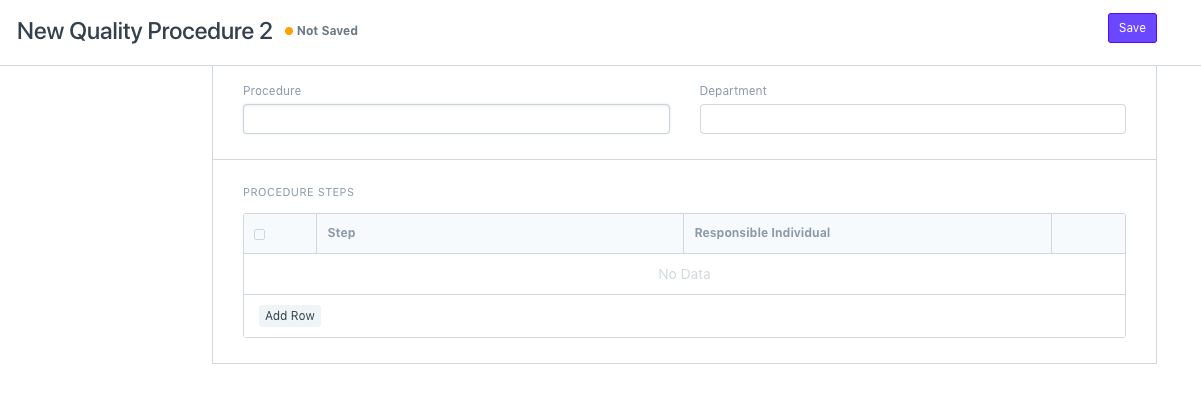 New Quality Procedure 2 Not Saved Save
Procedure Department
PROCEDURE STEPS
Step Responsible Individual
No Data
Add Row